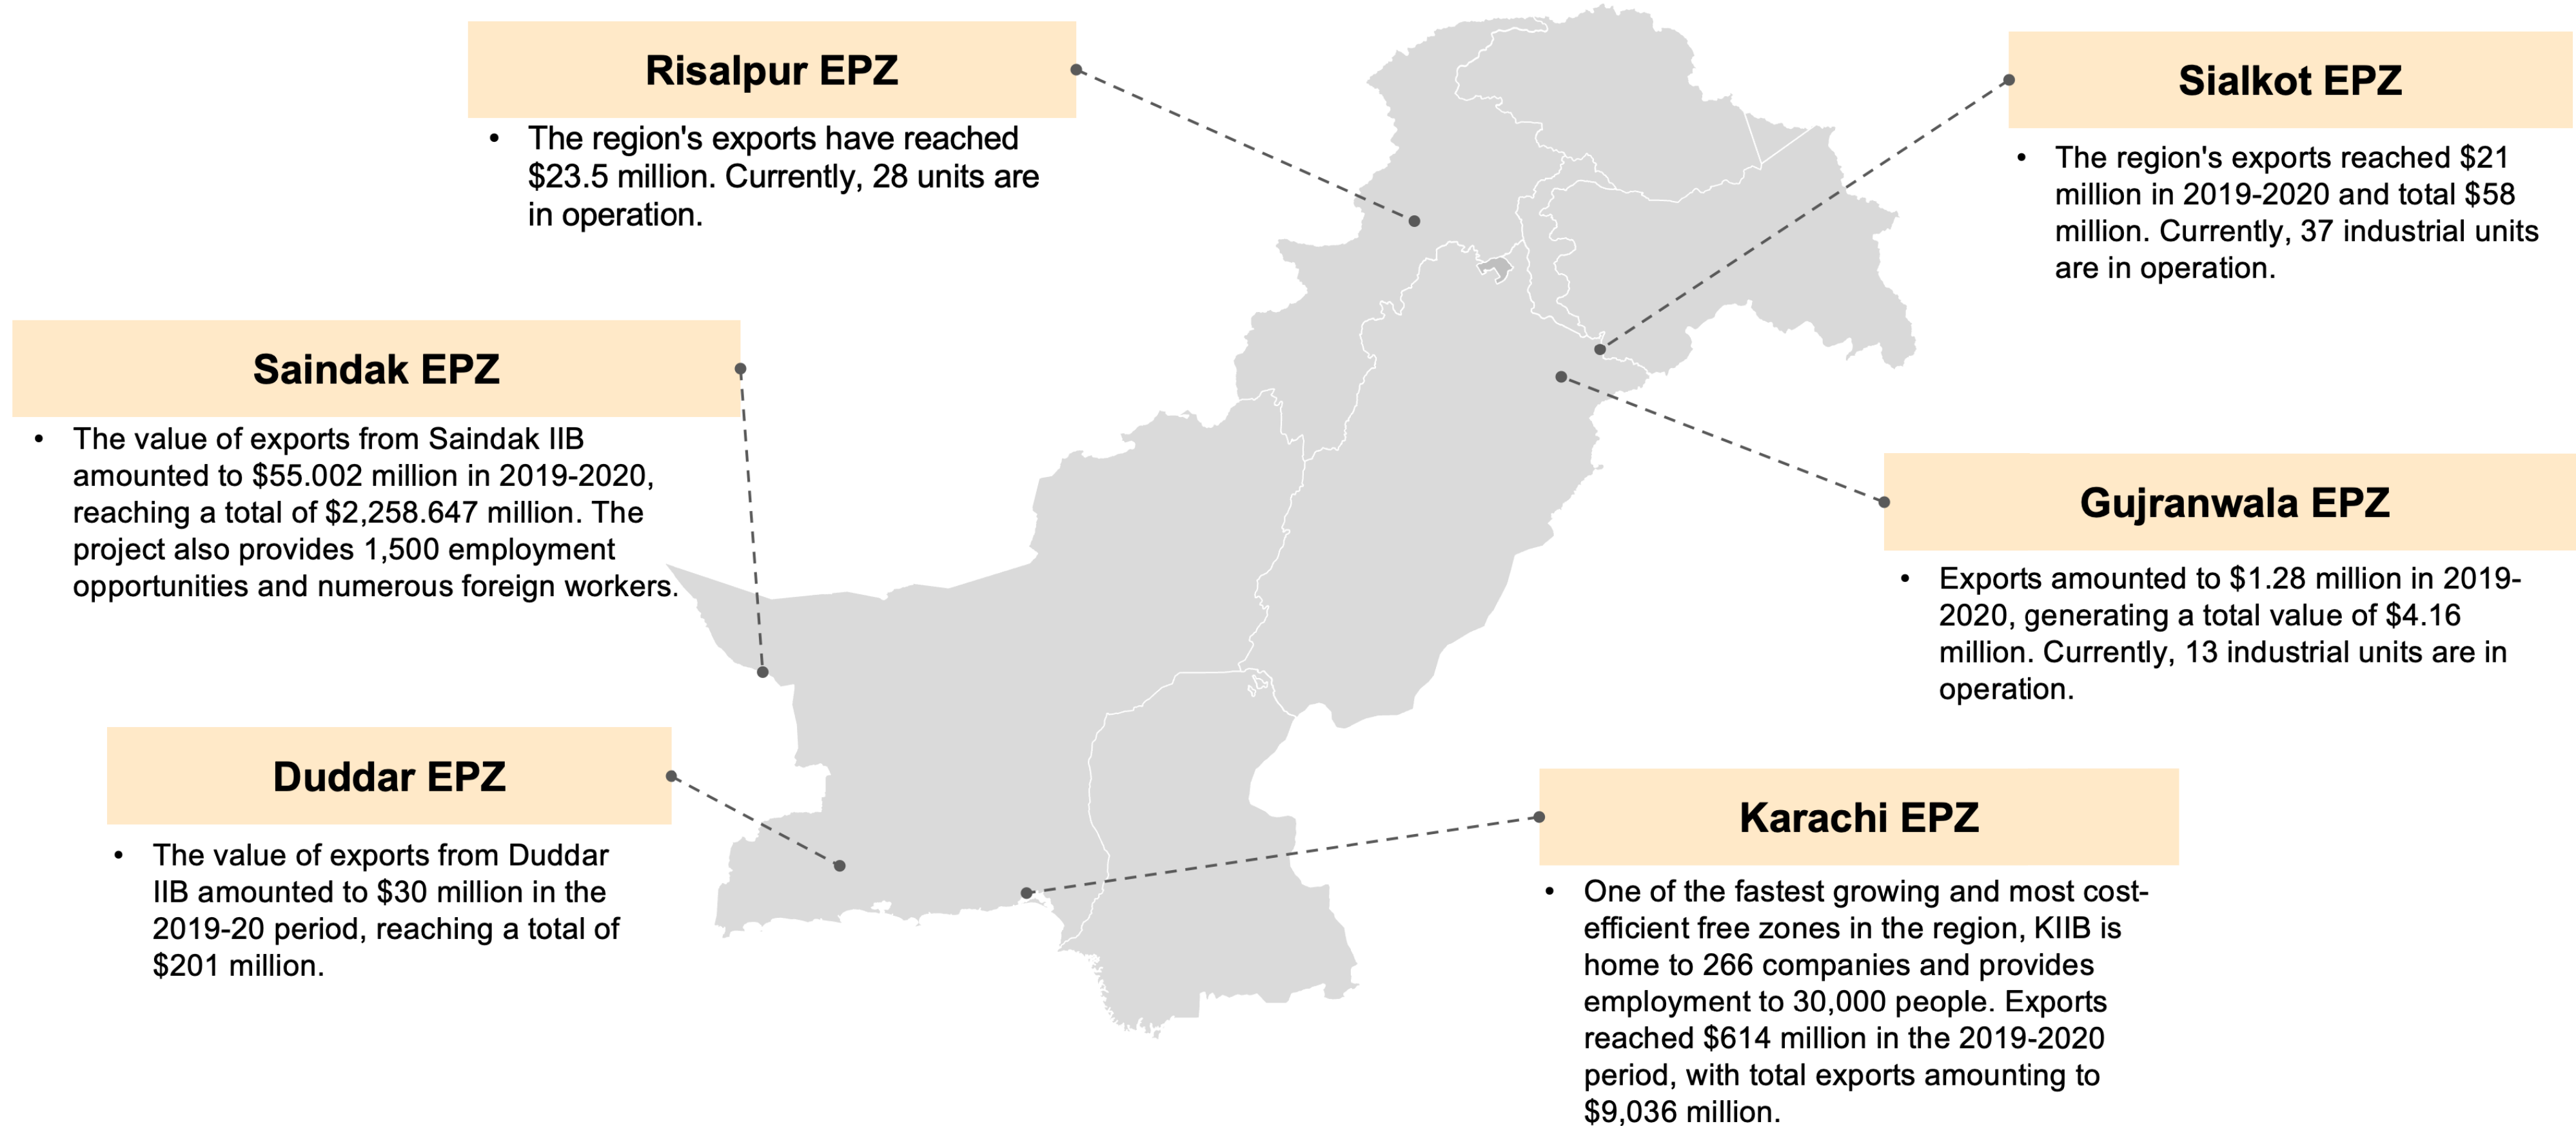 Risalpur EPZ
• The region's exports have reached
$23.5 million. Currently, 28 units are
in operation.
Sialkot EPZ
• The region's exports reached $21
million in 2019-2020 and total $58
million. Currently, 37 industrial units
are in operation.
Saindak EPZ
• The value of exports from Saindak IIB
amounted to $55.002 million in 2019-2020,
reaching a total of $2,258.647 million. The
project also provides 1,500 employment
opportunities and numerous foreign workers.
Gujranwala EPZ
• Exports amounted to $1.28 million in 2019-
2020, generating a total value of $4.16
million. Currently, 13 industrial units are in
operation.
Duddar EPZ
• The value of exports from Duddar
IIB amounted to $30 million in the
2019-20 period, reaching a total of
$201 million.
Karachi EPZ
• One of the fastest growing and most cost-
efficient free zones in the region, KIIB is
home to 266 companies and provides
employment to 30,000 people. Exports
reached $614 million in the 2019-2020
period, with total exports amounting to
$9,036 million.